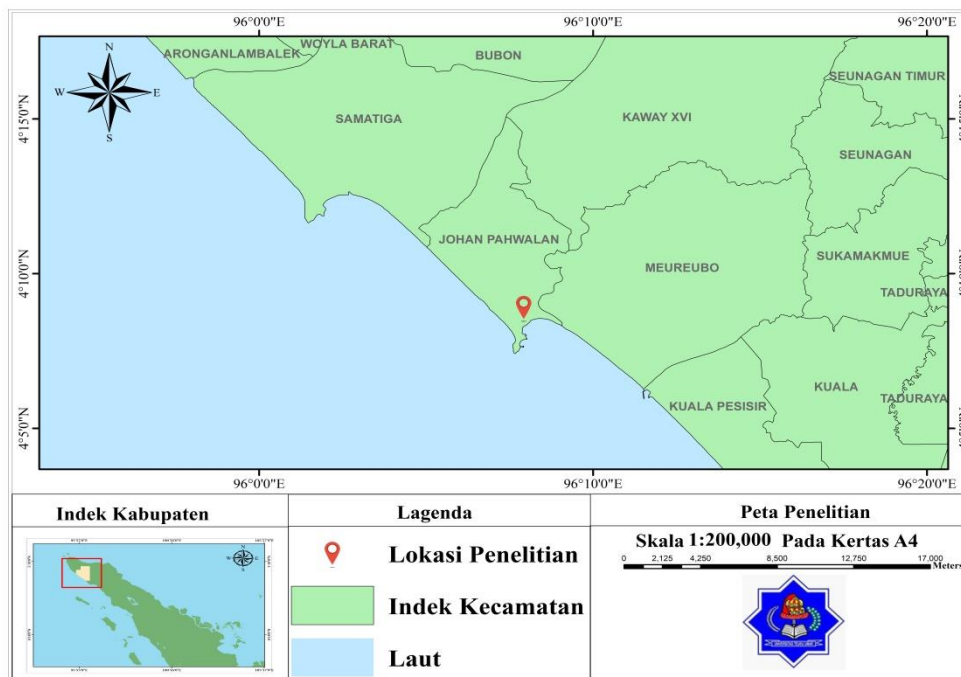 96°0'0"E 96°10'0"E 96°20'0"E
N
W E
S
4°15'0"N
4°10'0"N
4°5'0"N
ARONGANLAMBALEK
WOYLA BARAT
BUBON
SEUNAGAN TIMUR
SAMATIGA
KAWAY XVI
SEUNAGAN
JOHAN PAHWALAN
MEUREUBO
SUKAMAKMUE
TADURAYA
KUALA
TADURAYA
KUALA PESISIR
96°0'0"E 96°10'0"E 96°20'0"E
Indek Kabupaten
Lagenda
Lokasi Penelitian
Indek Kecamatan
Laut
Peta Penelitian
Skala 1:200,000 Pada Kertas A4
0 2,125 4,250 8,500 12,750 17,000
Meters